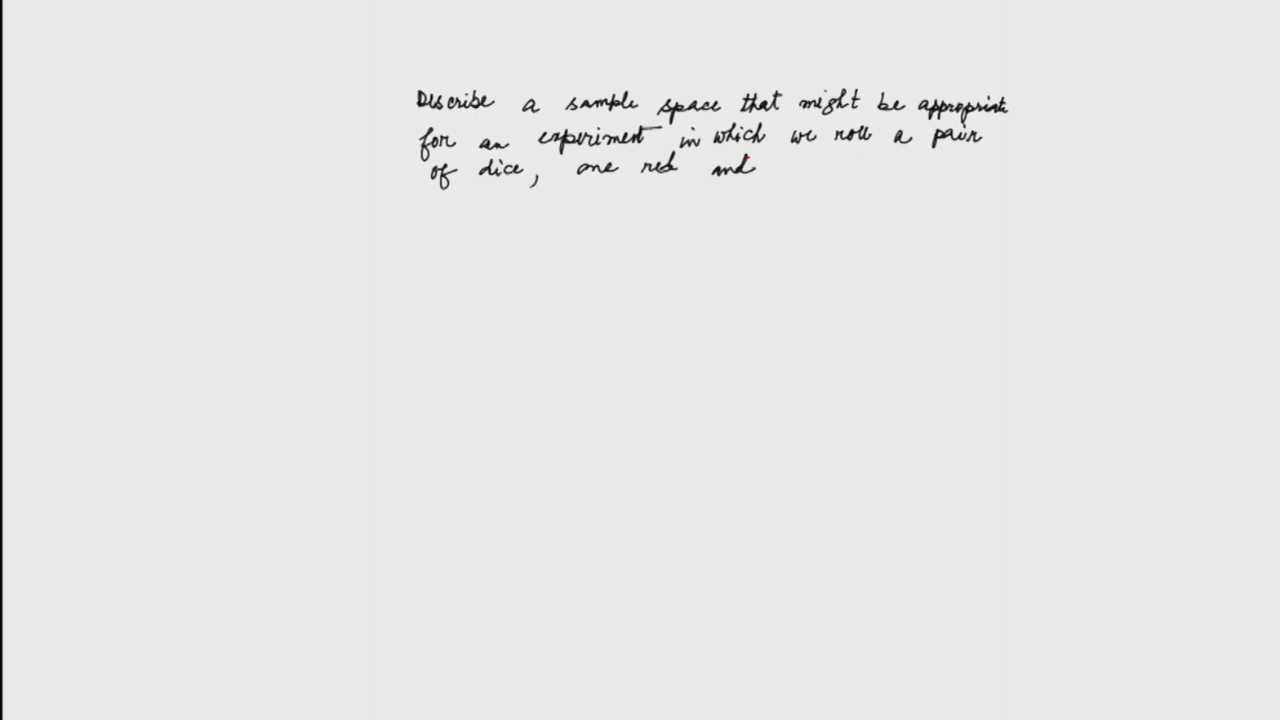 Describe a sample space that might be appropriate
for an experiment in which we roll a pair
of dice, one red and